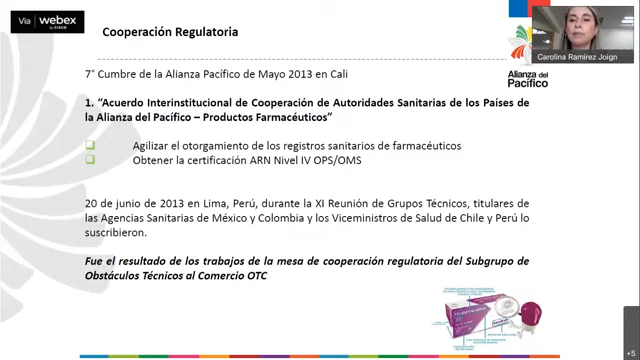 Via webex
by CISCO
Cooperación Regulatoria
Carolina Ramírez Joign
Alianza del
Pacífico
7° Cumbre de la Alianza Pacífico de Mayo 2013 en Cali
1. “Acuerdo Interinstitucional de Cooperación de Autoridades Sanitarias de los Países de
la Alianza del Pacífico – Productos Farmacéuticos”
Agilizar el otorgamiento de los registros sanitarios de farmacéuticos
Obtener la certificación ARN Nivel IV OPS/OMS
20 de junio de 2013 en Lima, Perú, durante la XI Reunión de Grupos Técnicos, titulares de
las Agencias Sanitarias de México y Colombia y los Viceministros de Salud de Chile y Perú lo
suscribieron.
Fue el resultado de los trabajos de la mesa de cooperación regulatoria del Subgrupo de
Obstáculos Técnicos al Comercio OTC
+5